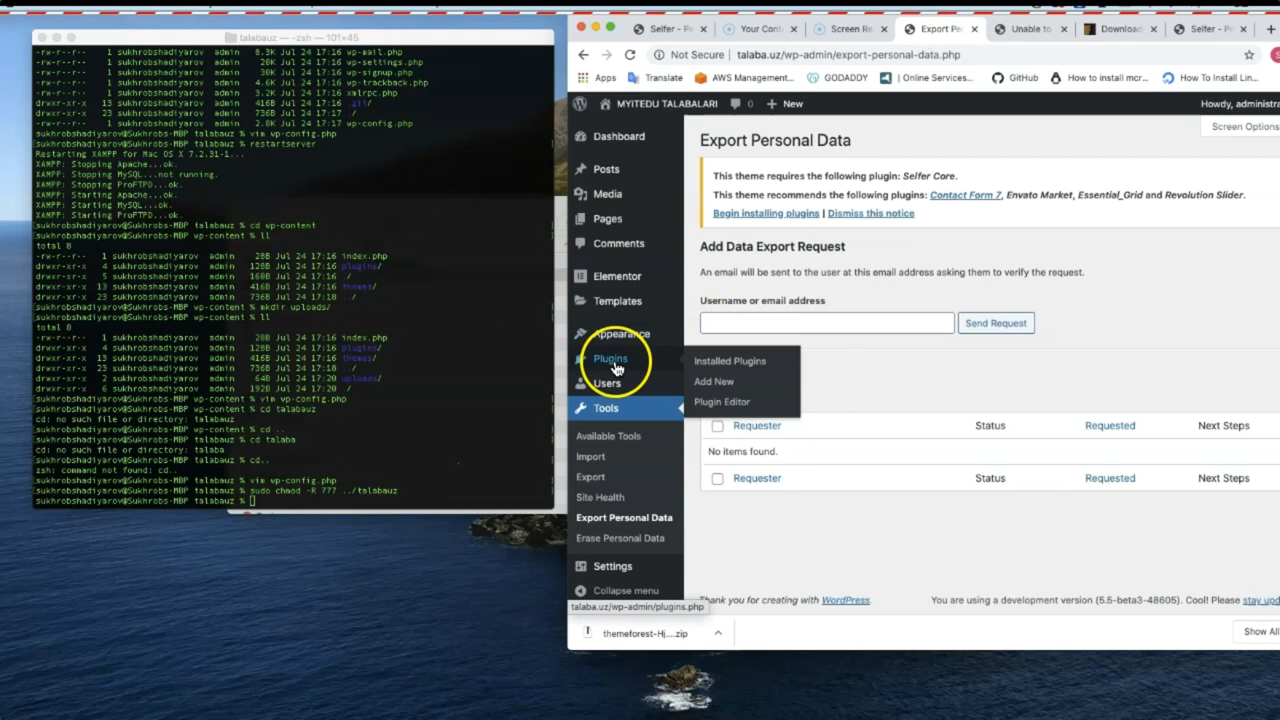 talabauz — -zsh — 101×45
-rw-r--r-- 1 sukhrobshadiyarov admin 8.3K Jul 24 17:16 wp-mail.php
-rw-r--r-- 1 sukhrobshadiyarov admin 20K Jul 24 17:16 wp-settings.php
-rw-r--r-- 1 sukhrobshadiyarov admin 30K Jul 24 17:16 wp-signup.php
-rw-r--r-- 1 sukhrobshadiyarov admin 4.6K Jul 24 17:16 wp-trackback.php
-rw-r--r-- 1 sukhrobshadiyarov admin 3.2K Jul 24 17:16 xmlrpc.php
drwxr-xr-x 13 sukhrobshadiyarov admin 416B Jul 24 17:16 .git/
drwxr-xr-x 23 sukhrobshadiyarov admin 736B Jul 24 17:17 ./
-rw-r--r-- 1 sukhrobshadiyarov admin 2.8K Jul 24 17:17 wp-config.php
sukhrobshadiyarov@Sukhrobs-MBP talabauz % vim wp-config.php
sukhrobshadiyarov@Sukhrobs-MBP talabauz % restartserver
Restarting XAMPP for Mac OS X 7.2.31-1...
XAMPP: Stopping Apache...ok.
XAMPP: Stopping MySQL...not running.
XAMPP: Stopping ProFTPD...ok.
XAMPP: Starting Apache...ok.
XAMPP: Starting MySQL...ok.
XAMPP: Starting ProFTPD...ok.
sukhrobshadiyarov@Sukhrobs-MBP talabauz % cd wp-content
sukhrobshadiyarov@Sukhrobs-MBP wp-content % ll
total 8
-rw-r--r-- 1 sukhrobshadiyarov admin 28B Jul 24 17:16 index.php
drwxr-xr-x 4 sukhrobshadiyarov admin 128B Jul 24 17:16 plugins/
drwxr-xr-x 5 sukhrobshadiyarov admin 160B Jul 24 17:16 ./
drwxr-xr-x 13 sukhrobshadiyarov admin 416B Jul 24 17:16 themes/
drwxr-xr-x 23 sukhrobshadiyarov admin 736B Jul 24 17:18 ../
sukhrobshadiyarov@Sukhrobs-MBP wp-content % mkdir uploads/
sukhrobshadiyarov@Sukhrobs-MBP wp-content % ll
total 8
-rw-r--r-- 1 sukhrobshadiyarov admin 28B Jul 24 17:16 index.php
drwxr-xr-x 4 sukhrobshadiyarov admin 128B Jul 24 17:16 plugins/
drwxr-xr-x 13 sukhrobshadiyarov admin 416B Jul 24 17:16 themes/
drwxr-xr-x 23 sukhrobshadiyarov admin 736B Jul 24 17:18 ../
drwxr-xr-x 2 sukhrobshadiyarov admin 64B Jul 24 17:20 uploads/
drwxr-xr-x 6 sukhrobshadiyarov admin 192B Jul 24 17:20 ./
sukhrobshadiyarov@Sukhrobs-MBP wp-content % vim wp-config.php
sukhrobshadiyarov@Sukhrobs-MBP wp-content % cd talabauz
cd: no such file or directory: talabauz
sukhrobshadiyarov@Sukhrobs-MBP wp-content % cd ..
sukhrobshadiyarov@Sukhrobs-MBP talabauz % cd talaba
cd: no such file or directory: talaba
sukhrobshadiyarov@Sukhrobs-MBP talabauz % cd..
zsh: command not found: cd..
sukhrobshadiyarov@Sukhrobs-MBP talabauz % vim wp-config.php
sukhrobshadiyarov@Sukhrobs-MBP talabauz % sudo chmod -R 777 ../talabauz
sukhrobshadiyarov@Sukhrobs-MBP talabauz %
Selfer - Pe Your Cont Screen Re Export Pe Unable to Download Selfer - P
Not Secure | talaba.uz/wp-admin/export-personal-data.php
Apps Translate AWS Management... GODADDY | Online Services... GitHub How to install mcr... How To Install Lin...
MYITEDU TALABALARI 0 + New Howdy, administra
Screen Options
Dashboard
Posts
Media
Pages
Comments
Elementor
Templates
Appearance
Plugins
Users
Tools
Available Tools
Import
Export
Site Health
Export Personal Data
Erase Personal Data
Settings
Collapse menu
Installed Plugins
Add New
Plugin Editor
Export Personal Data
This theme requires the following plugin: Selfer Core.
This theme recommends the following plugins: Contact Form 7, Envato Market, Essential_Grid and Revolution Slider.
Begin installing plugins | Dismiss this notice
Add Data Export Request
An email will be sent to the user at this email address asking them to verify the request.
Username or email address
Send Request
Requester Status Requested Next Steps
No items found.
Requester Status Requested Next Steps
Thank you for creating with WordPress. You are using a development version (5.5-beta3-48605). Cool! Please stay upd
talaba.uz/wp-admin/plugins.php
themeforest-Hj....zip Show All